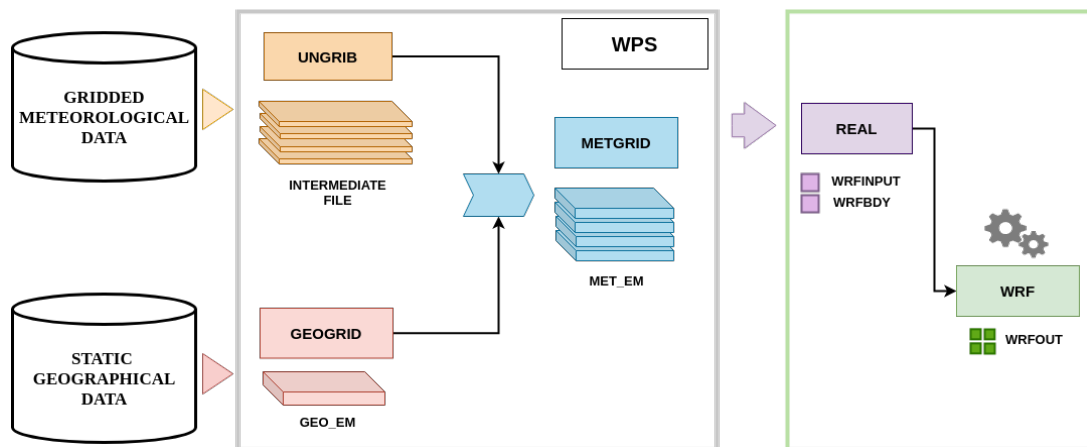 GRIDDED
METEOROLOGICAL
DATA
UNGRIB
INTERMEDIATE
FILE
WPS
METGRID
MET_EM
STATIC
GEOGRAPHICAL
DATA
GEOGRID
GEO_EM
REAL
WRFINPUT
WRFBDY
WRF
WRFOUT